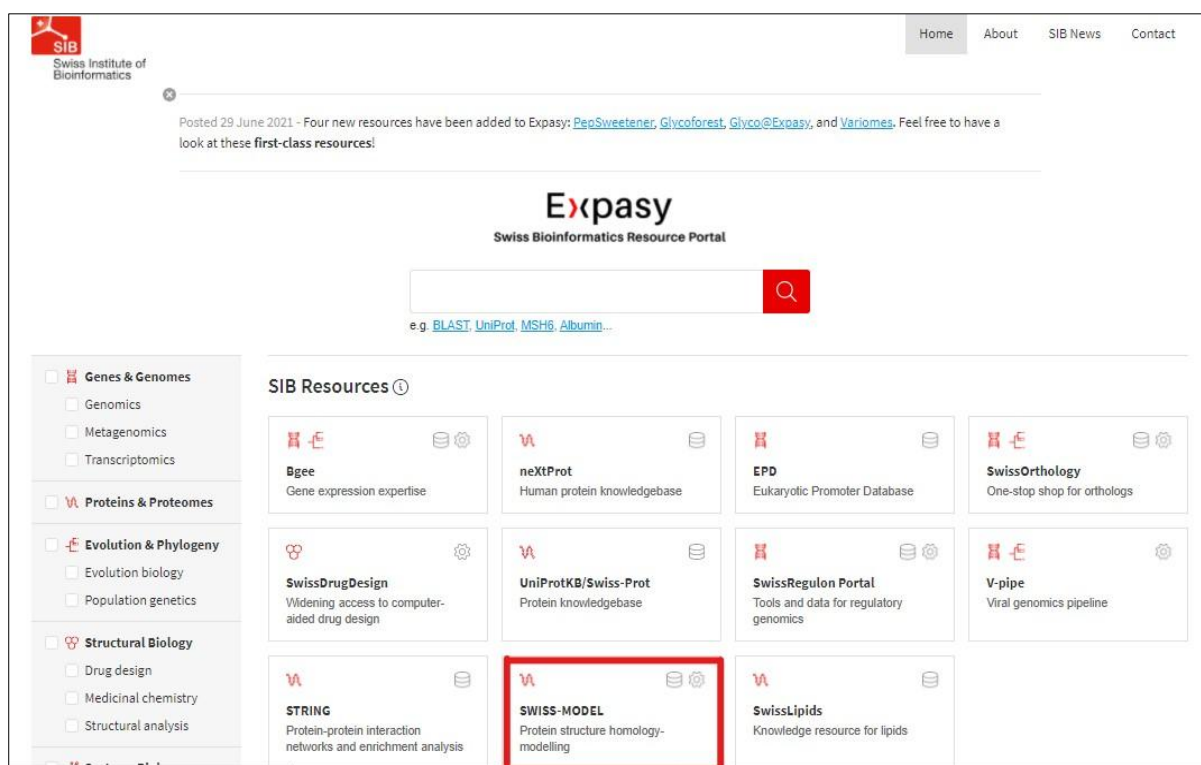 SIB
Swiss Institute of
Bioinformatics
Home About SIB News Contact
Posted 29 June 2021 - Four new resources have been added to Expasy: PepSweetener, Glycoforest, Glyco@Expasy, and Variomes. Feel free to have a
look at these first-class resources!
Expasy
Swiss Bioinformatics Resource Portal
e.g. BLAST, UniProt, MSH6, Albumin...
Genes & Genomes
Genomics
Metagenomics
Transcriptomics
Proteins & Proteomes
Evolution & Phylogeny
Evolution biology
Population genetics
Structural Biology
Drug design
Medicinal chemistry
Structural analysis
SIB Resources
Bgee
Gene expression expertise
neXtProt
Human protein knowledgebase
EPD
Eukaryotic Promoter Database
SwissOrthology
One-stop shop for orthologs
SwissDrugDesign
Widening access to computer-
aided drug design
UniProtKB/Swiss-Prot
Protein knowledgebase
SwissRegulon Portal
Tools and data for regulatory
genomics
V-pipe
Viral genomics pipeline
STRING
Protein-protein interaction
networks and enrichment analysis
SWISS-MODEL
Protein structure homology-
modelling
SwissLipids
Knowledge resource for lipids